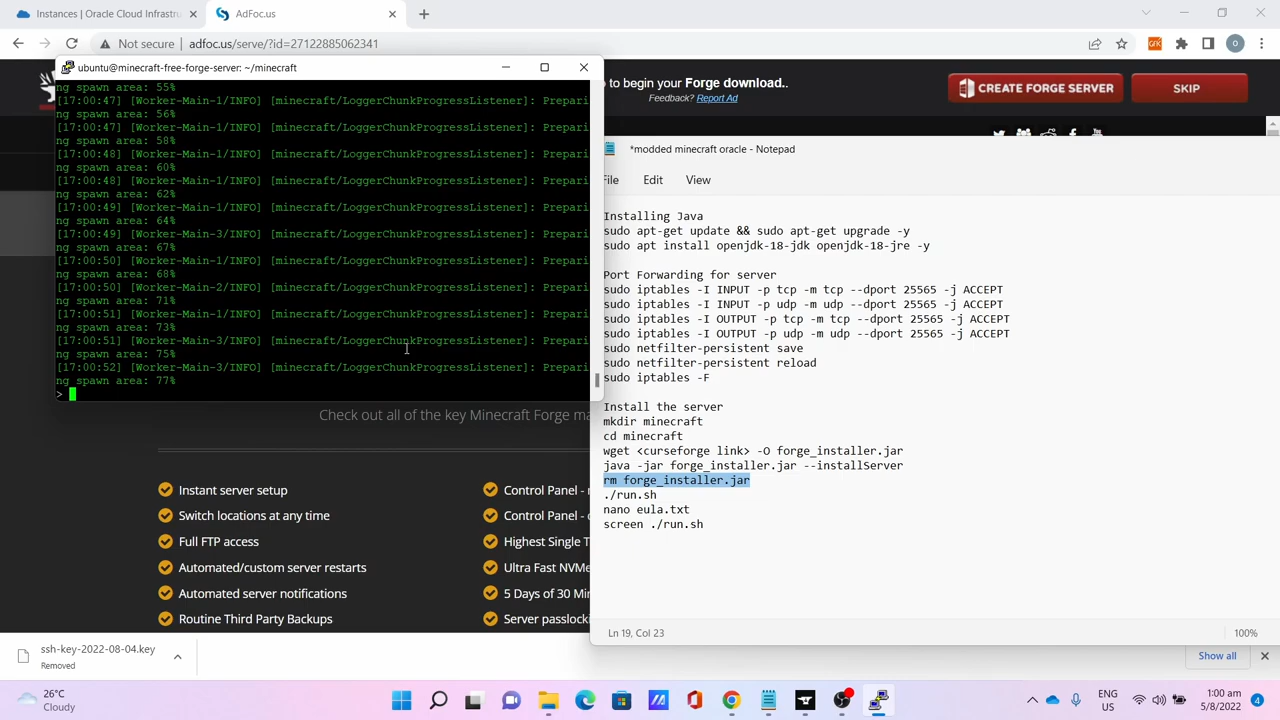 Instances | Oracle Cloud Infrastru
AdFoc.us
Not secure
adfoc.us/serve/?id=27122885062341
ubuntu@minecraft-free-forge-server: ~/minecraft
to begin your Forge download..
Feedback? Report Ad
CREATE FORGE SERVER
SKIP
ng spawn area: 55%
[17:00:47] [Worker-Main-1/INFO] [minecraft/LoggerChunkProgressListener]: Prepari
ng spawn area: 56%
[17:00:47] [Worker-Main-1/INFO] [minecraft/LoggerChunkProgressListener]: Prepari
ng spawn area: 58%
[17:00:48] [Worker-Main-1/INFO] [minecraft/LoggerChunkProgressListener]: Prepari
ng spawn area: 60%
[17:00:48] [Worker-Main-1/INFO] [minecraft/LoggerChunkProgressListener]: Prepari
ng spawn area: 62%
[17:00:49] [Worker-Main-1/INFO] [minecraft/LoggerChunkProgressListener]: Prepari
ng spawn area: 64%
[17:00:49] [Worker-Main-3/INFO] [minecraft/LoggerChunkProgressListener]: Prepari
ng spawn area: 67%
[17:00:50] [Worker-Main-1/INFO] [minecraft/LoggerChunkProgressListener]: Prepari
ng spawn area: 68%
[17:00:50] [Worker-Main-2/INFO] [minecraft/LoggerChunkProgressListener]: Prepari
ng spawn area: 71%
[17:00:51] [Worker-Main-1/INFO] [minecraft/LoggerChunkProgressListener]: Prepari
ng spawn area: 73%
[17:00:51] [Worker-Main-3/INFO] [minecraft/LoggerChunkProgressListener]: Prepari
ng spawn area: 75%
[17:00:52] [Worker-Main-3/INFO] [minecraft/LoggerChunkProgressListener]: Prepari
ng spawn area: 77%
>
*modded minecraft oracle - Notepad
File Edit View
Installing Java
sudo apt-get update && sudo apt-get upgrade -y
sudo apt install openjdk-18-jdk openjdk-18-jre -y
Port Forwarding for server
sudo iptables -I INPUT -p tcp -m tcp --dport 25565 -j ACCEPT
sudo iptables -I INPUT -p udp -m udp --dport 25565 -j ACCEPT
sudo iptables -I OUTPUT -p tcp -m tcp --dport 25565 -j ACCEPT
sudo iptables -I OUTPUT -p udp -m udp --dport 25565 -j ACCEPT
sudo netfilter-persistent save
sudo netfilter-persistent reload
sudo iptables -F
Install the server
mkdir minecraft
cd minecraft
wget <curseforge link> -O forge_installer.jar
java -jar forge_installer.jar --installServer
rm forge_installer.jar
./run.sh
nano eula.txt
screen ./run.sh
Ln 19, Col 23
100%
Check out all of the key Minecraft Forge ma
Instant server setup
Switch locations at any time
Full FTP access
Automated/custom server restarts
Automated server notifications
Routine Third Party Backups
Control Panel -
Control Panel -
Highest Single T
Ultra Fast NVMe
5 Days of 30 Min
Server passlocki
ssh-key-2022-08-04.key
Removed
Show all
26°C
Cloudy
ENG
US
1:00 am
5/8/2022
4